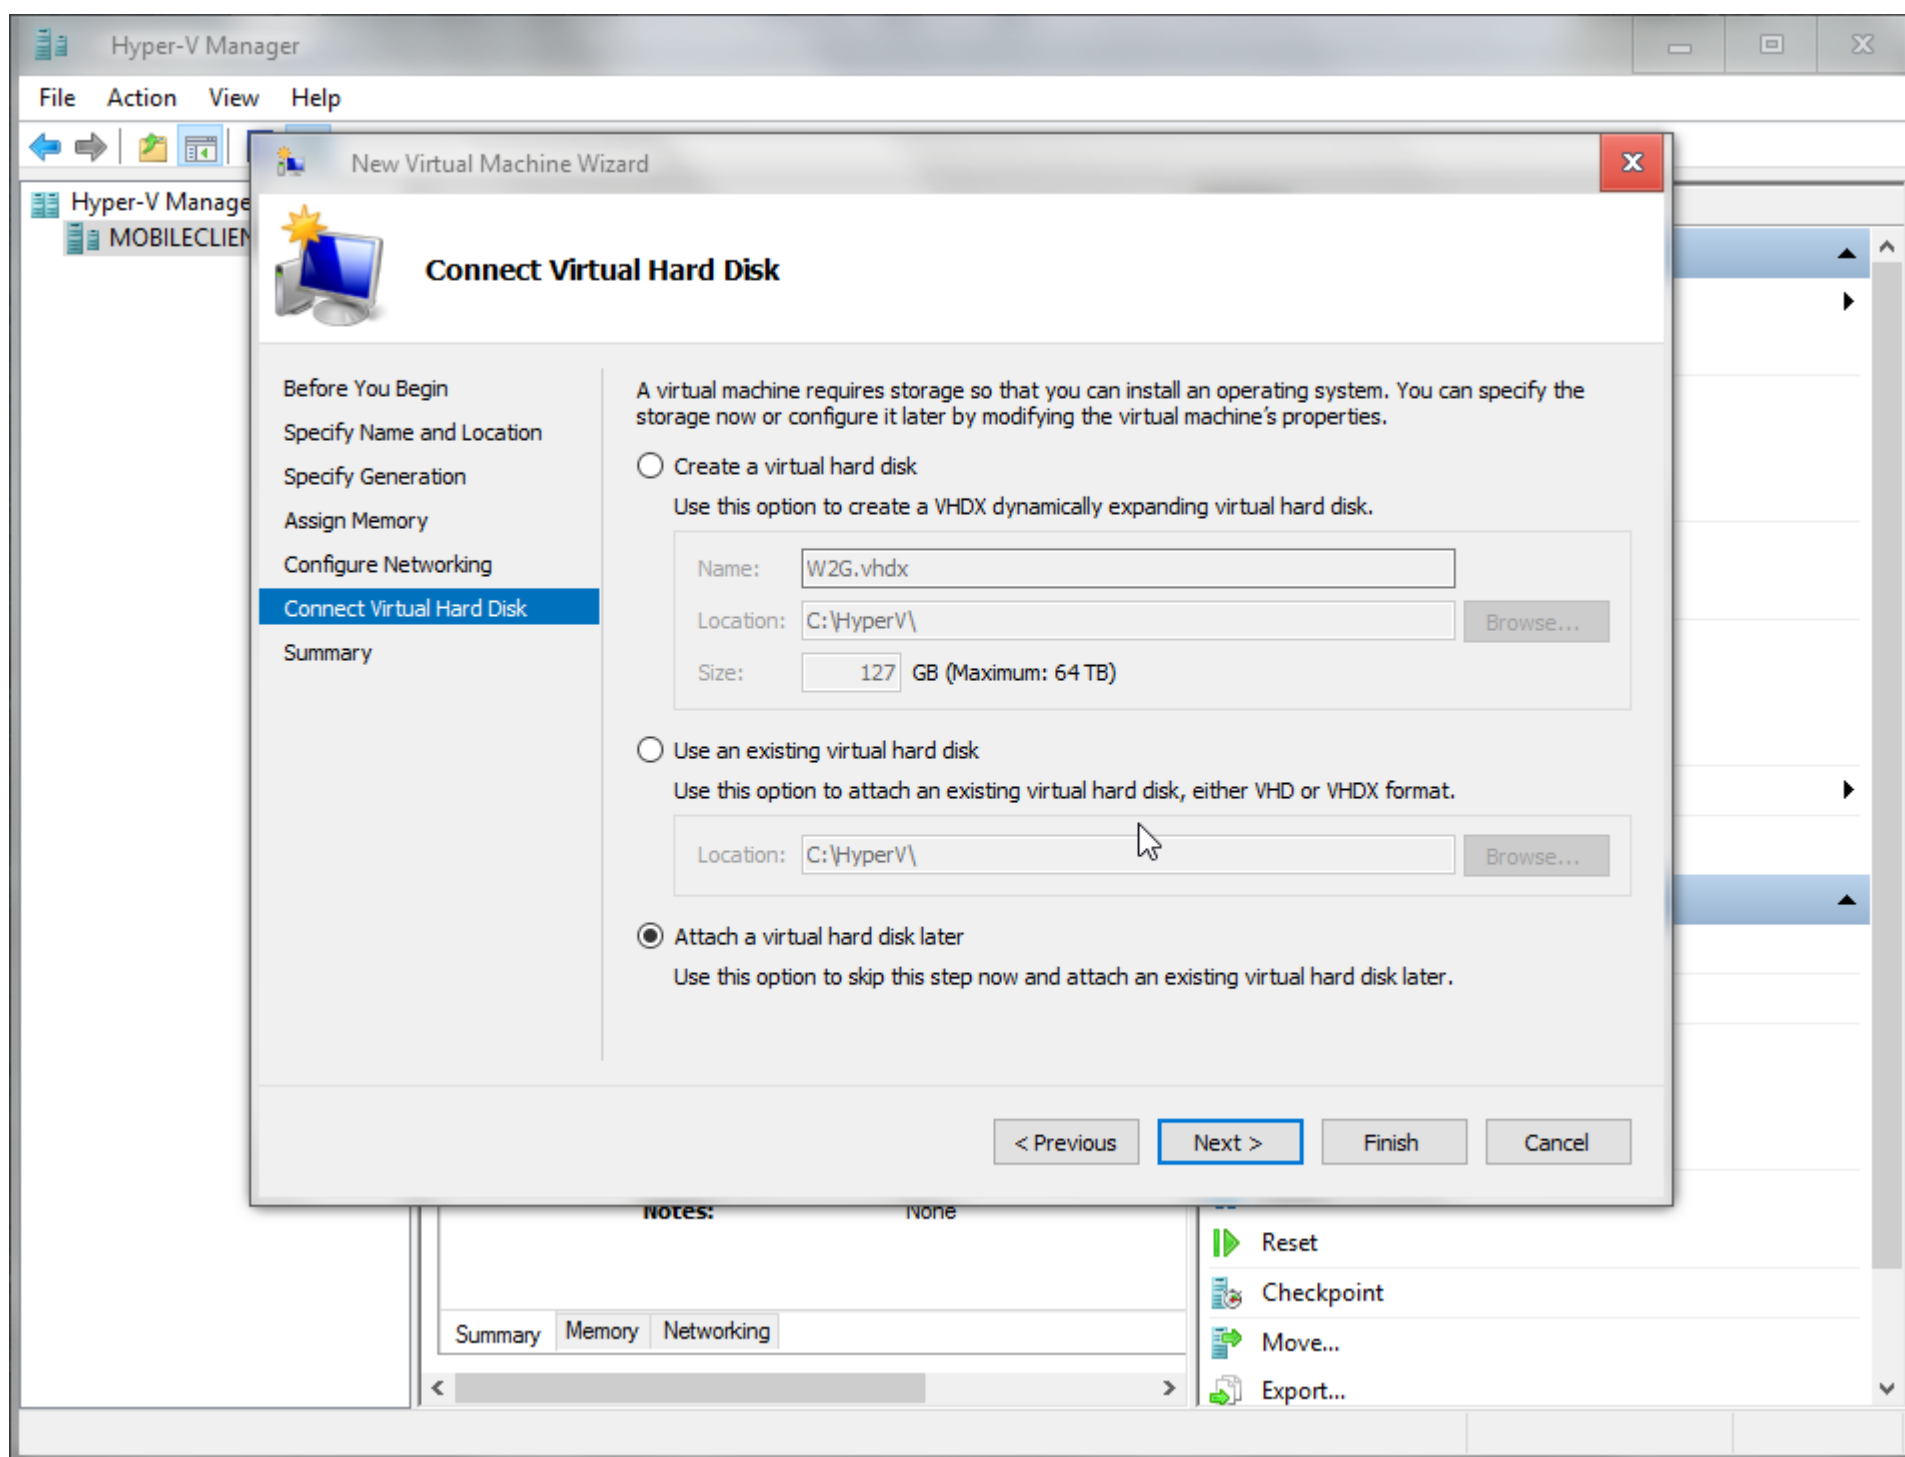 Hyper-V Manager
File Action View Help
New Virtual Machine Wizard
Hyper-V Manage
MOBILECLIEN
Connect Virtual Hard Disk
Before You Begin
Specify Name and Location
Specify Generation
Assign Memory
Configure Networking
Connect Virtual Hard Disk
Summary
A virtual machine requires storage so that you can install an operating system. You can specify the
storage now or configure it later by modifying the virtual machine's properties.
Create a virtual hard disk
Use this option to create a VHDX dynamically expanding virtual hard disk.
Name: W2G.vhdx
Location: C:\HyperV\ Browse...
Size: 127 GB (Maximum: 64 TB)
Use an existing virtual hard disk
Use this option to attach an existing virtual hard disk, either VHD or VHDX format.
Location: C:\HyperV\ Browse...
Attach a virtual hard disk later
Use this option to skip this step now and attach an existing virtual hard disk later.
< Previous Next > Finish Cancel
Notes: None
Summary Memory Networking
Reset
Checkpoint
Move...
Export...